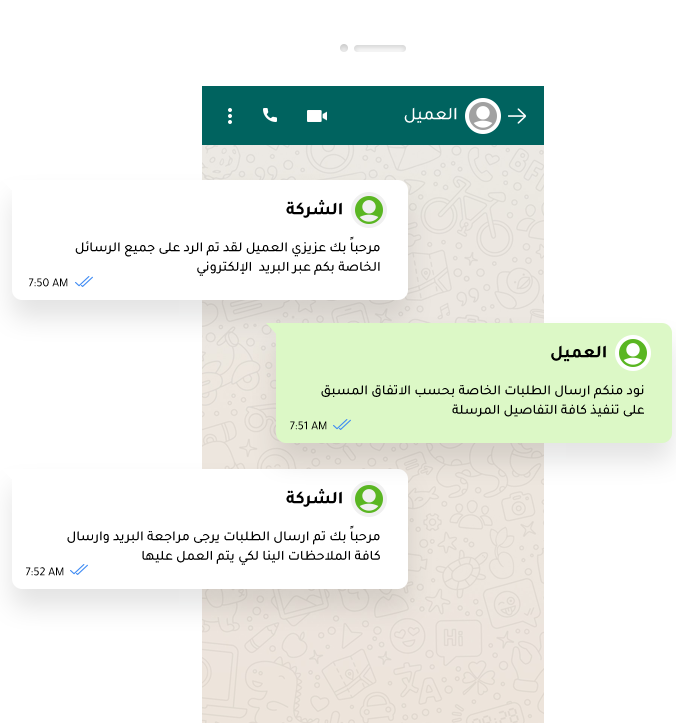 العميل
الشركة
مرحباً بك عزيزي العميل لقد تم الرد على جميع الرسائل
الخاصة بكم عبر البريد الإلكتروني
7:50 AM
العميل
نود منكم ارسال الطلبات الخاصة بحسب الاتفاق المسبق
على تنفيذ كافة التفاصيل المرسلة
7:51 AM
الشركة
مرحباً بك تم ارسال الطلبات يرجى مراجعة البريد وارسال
كافة الملاحظات الينا لكي يتم العمل عليها
7:52 AM
Hi